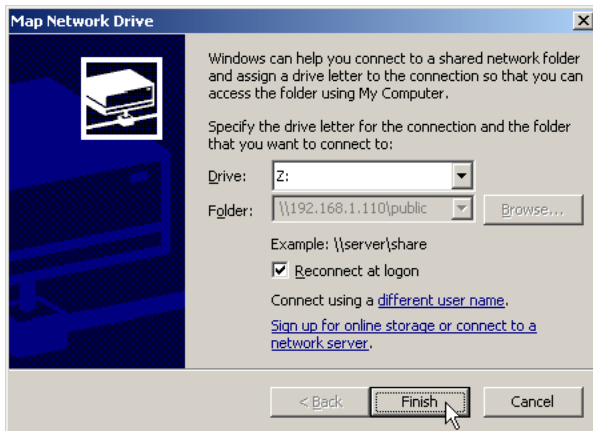 Map Network Drive
Windows can help you connect to a shared network folder
and assign a drive letter to the connection so that you can
access the folder using My Computer.
Specify the drive letter for the connection and the folder
that you want to connect to:
Drive: Z:
Folder: \\192.168.1.110\public Browse...
Example: \\server\share
Reconnect at logon
Connect using a different user name.
Sign up for online storage or connect to a
network server.
< Back Finish Cancel